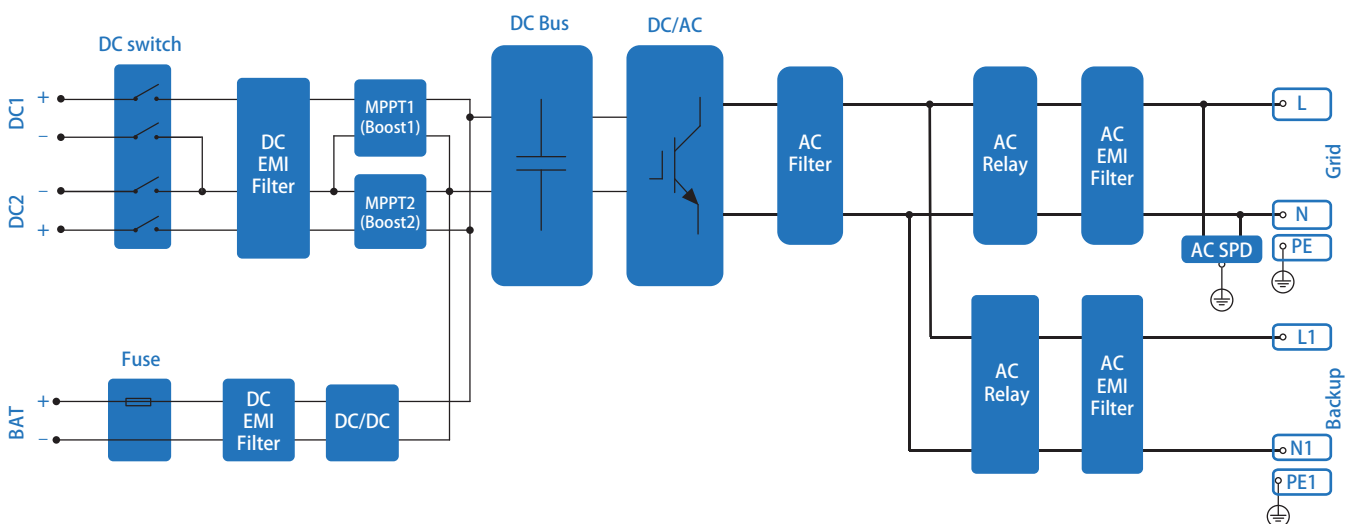 DC switch
DC Bus
DC/AC
DC1
+
−
DC2
−
+
DC
EMI
Filter
MPPT1
(Boost1)
MPPT2
(Boost2)
AC
Filter
AC
Relay
AC
EMI
Filter
L
Grid
N
AC SPD
PE
Fuse
BAT
+
−
DC
EMI
Filter
DC/DC
AC
Relay
AC
EMI
Filter
L1
Backup
N1
PE1